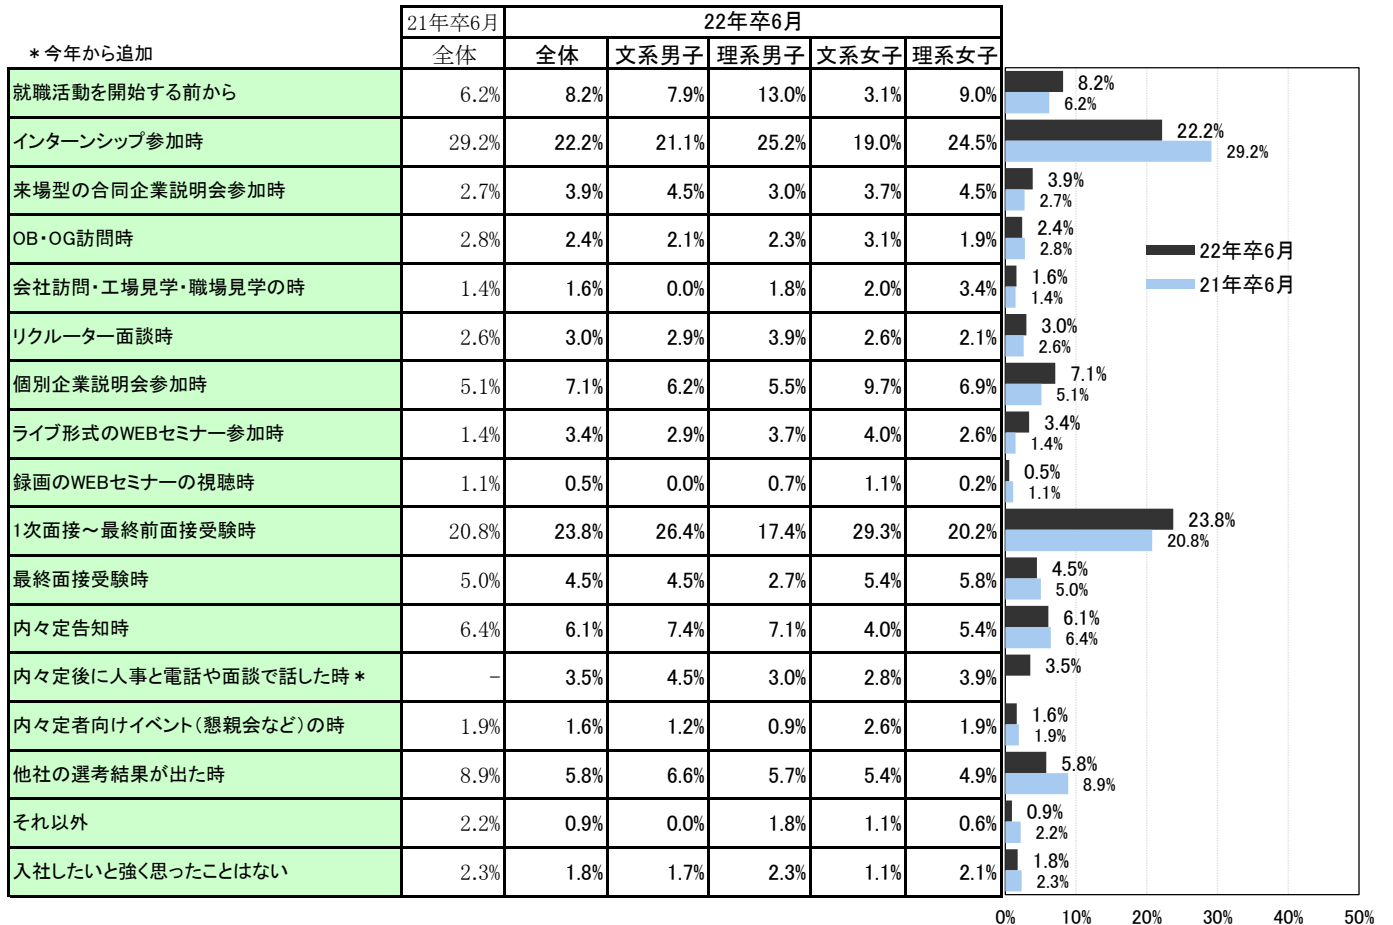 21年卒6月 22年卒6月
＊今年から追加 全体 全体 文系男子 理系男子 文系女子 理系女子
就職活動を開始する前から 6.2% 8.2% 7.9% 13.0% 3.1% 9.0%
インターンシップ参加時 29.2% 22.2% 21.1% 25.2% 19.0% 24.5%
来場型の合同企業説明会参加時 2.7% 3.9% 4.5% 3.0% 3.7% 4.5%
OB・OG訪問時 2.8% 2.4% 2.1% 2.3% 3.1% 1.9%
会社訪問・工場見学・職場見学の時 1.4% 1.6% 0.0% 1.8% 2.0% 3.4%
リクルーター面談時 2.6% 3.0% 2.9% 3.9% 2.6% 2.1%
個別企業説明会参加時 5.1% 7.1% 6.2% 5.5% 9.7% 6.9%
ライブ形式のWEBセミナー参加時 1.4% 3.4% 2.9% 3.7% 4.0% 2.6%
録画のWEBセミナーの視聴時 1.1% 0.5% 0.0% 0.7% 1.1% 0.2%
1次面接～最終前面接受験時 20.8% 23.8% 26.4% 17.4% 29.3% 20.2%
最終面接受験時 5.0% 4.5% 4.5% 2.7% 5.4% 5.8%
内々定告知時 6.4% 6.1% 7.4% 7.1% 4.0% 5.4%
内々定後に人事と電話や面談で話した時＊ － 3.5% 4.5% 3.0% 2.8% 3.9%
内々定者向けイベント（懇親会など）の時 1.9% 1.6% 1.2% 0.9% 2.6% 1.9%
他社の選考結果が出た時 8.9% 5.8% 6.6% 5.7% 5.4% 4.9%
それ以外 2.2% 0.9% 0.0% 1.8% 1.1% 0.6%
入社したいと強く思ったことはない 2.3% 1.8% 1.7% 2.3% 1.1% 2.1%
8.2%
6.2%
22.2%
29.2%
3.9%
2.7%
2.4%
2.8%
1.6%
1.4%
3.0%
2.6%
7.1%
5.1%
3.4%
1.4%
0.5%
1.1%
23.8%
20.8%
4.5%
5.0%
6.1%
6.4%
3.5%
1.6%
1.9%
5.8%
8.9%
0.9%
2.2%
1.8%
2.3%
22年卒6月
21年卒6月
0% 10% 20% 30% 40% 50%